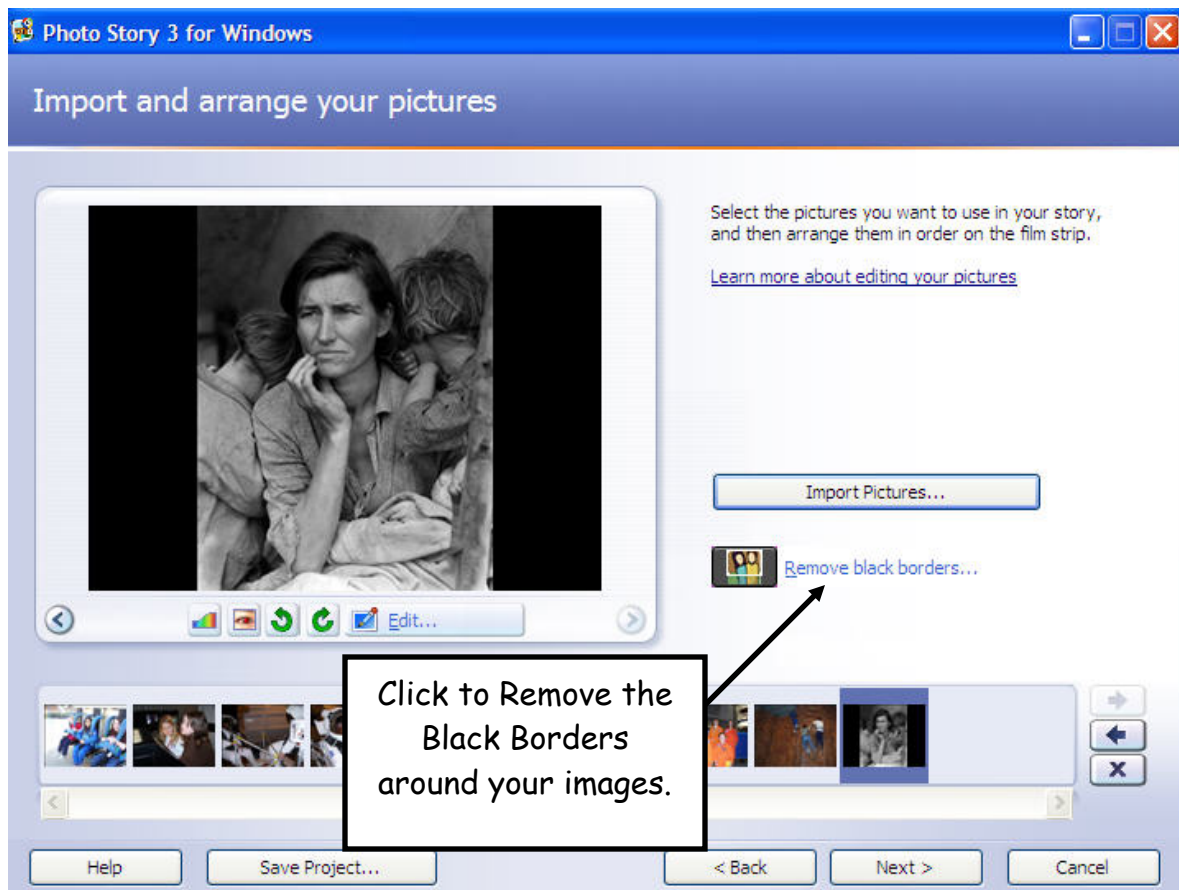 Photo Story 3 for Windows
Import and arrange your pictures
Select the pictures you want to use in your story,
and then arrange them in order on the film strip.
Learn more about editing your pictures
Import Pictures...
Remove black borders...
Edit...
Click to Remove the
Black Borders
around your images.
Help
Save Project...
< Back
Next >
Cancel